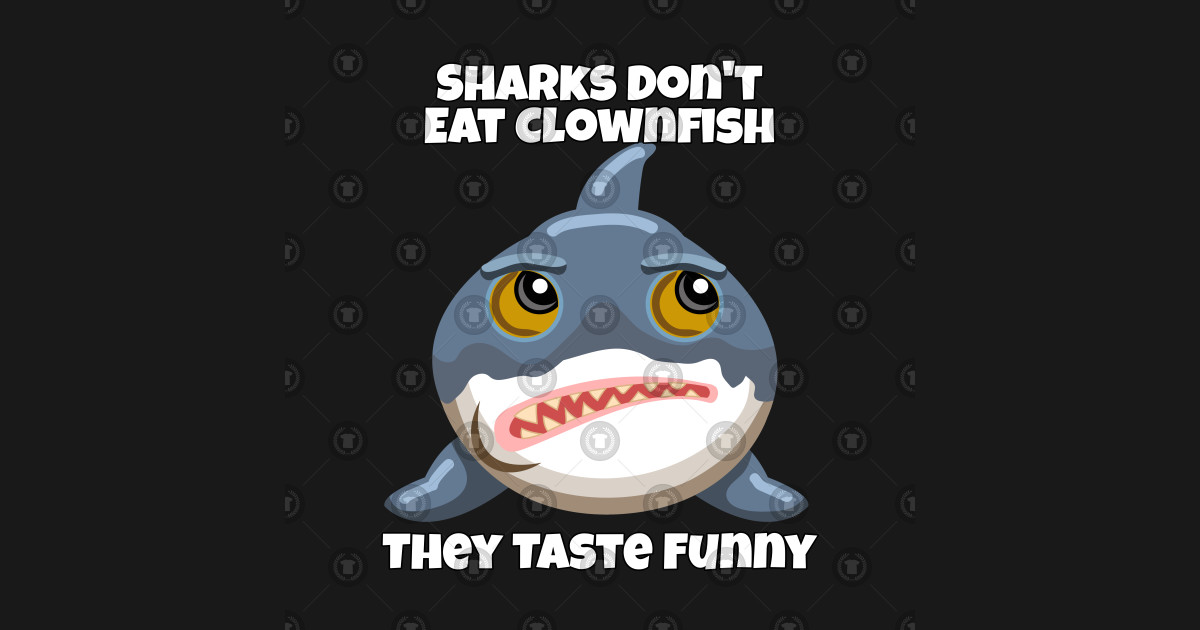 SHARKS DON'T
EAT CLOWNFISH
THEY TASTE FUNNY